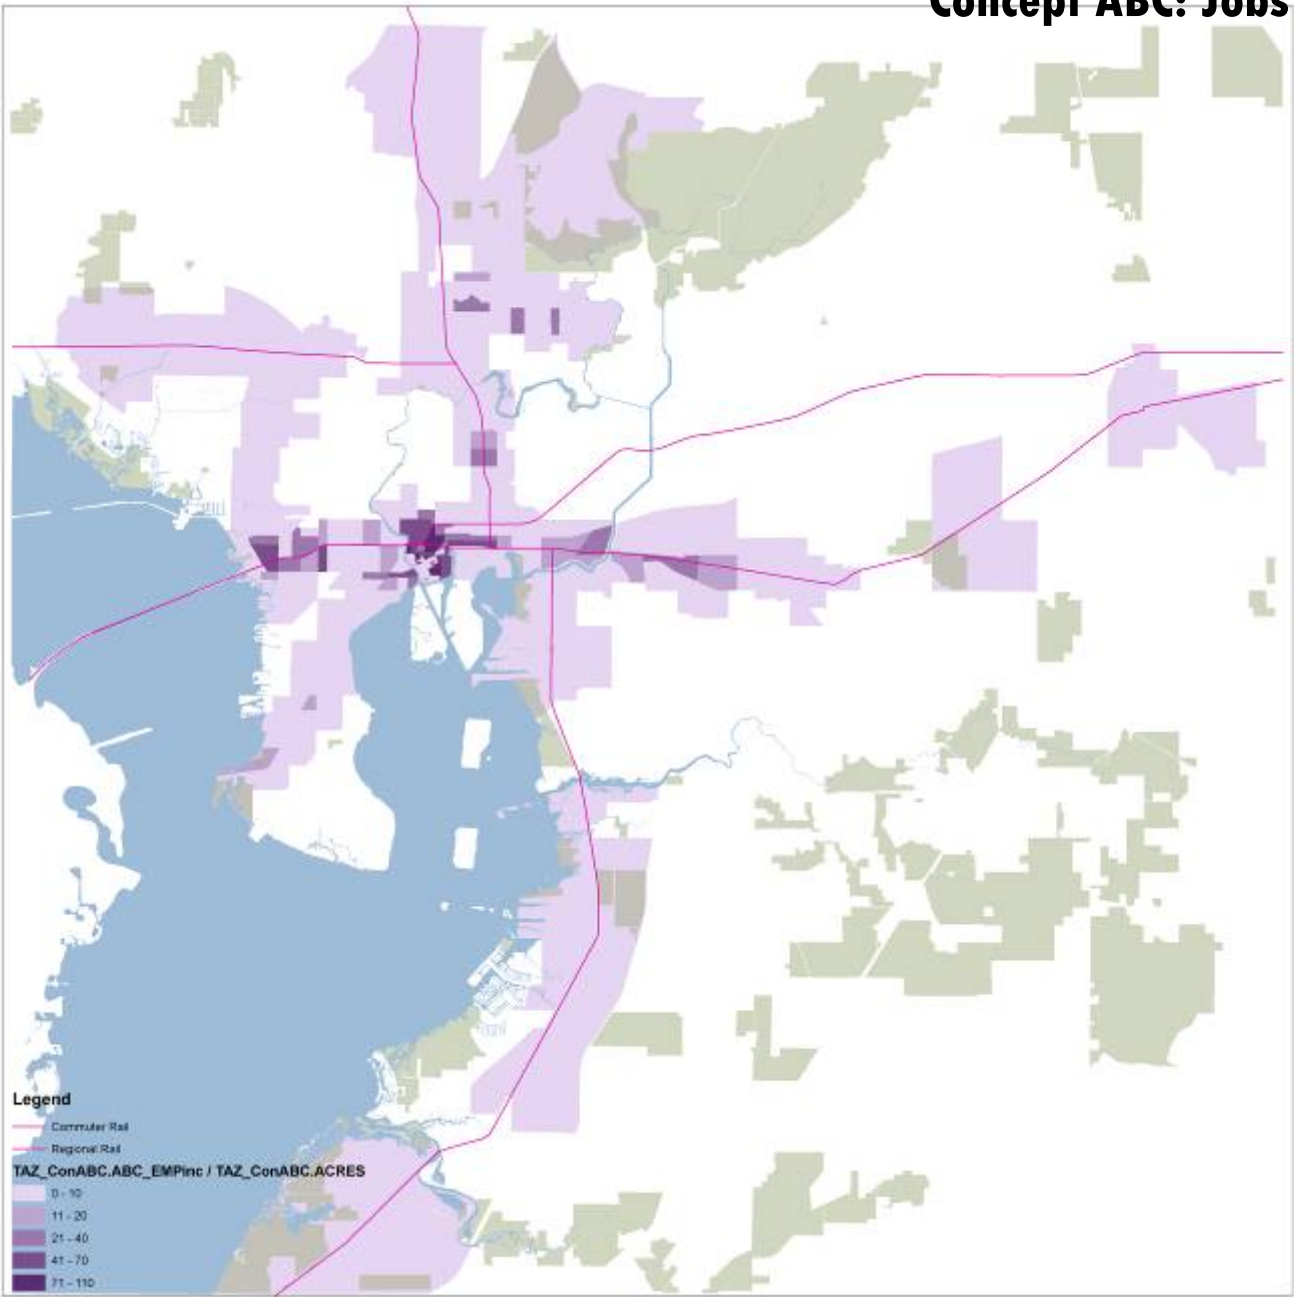 Concept ABC: Jobs
Legend
Commuter Rail
Regional Rail
TAZ_ConABC.ABC_EMPinc / TAZ_ConABC.ACRES
0 - 10
11 - 20
21 - 40
41 - 70
71 - 110